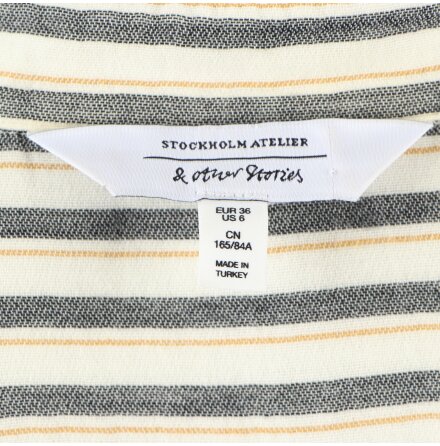 STOCKHOLM ATELIER
& other Stories
EUR 36
US 6
CN
165/84A
MADE IN
TURKEY